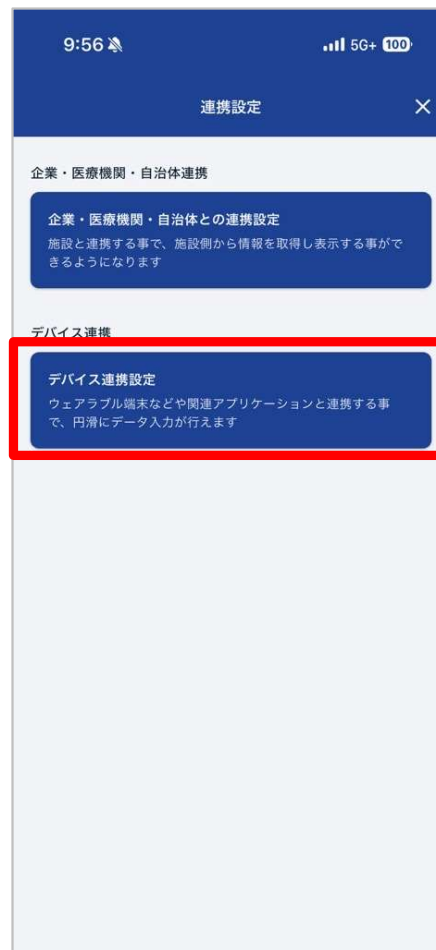 9:56
5G+ 100
連携設定
企業・医療機関・自治体連携
企業・医療機関・自治体との連携設定
施設と連携する事で、施設側から情報を取得し表示する事がで
きるようになります
デバイス連携
デバイス連携設定
ウェアラブル端末などや関連アプリケーションと連携する事
で、円滑にデータ入力が行えます